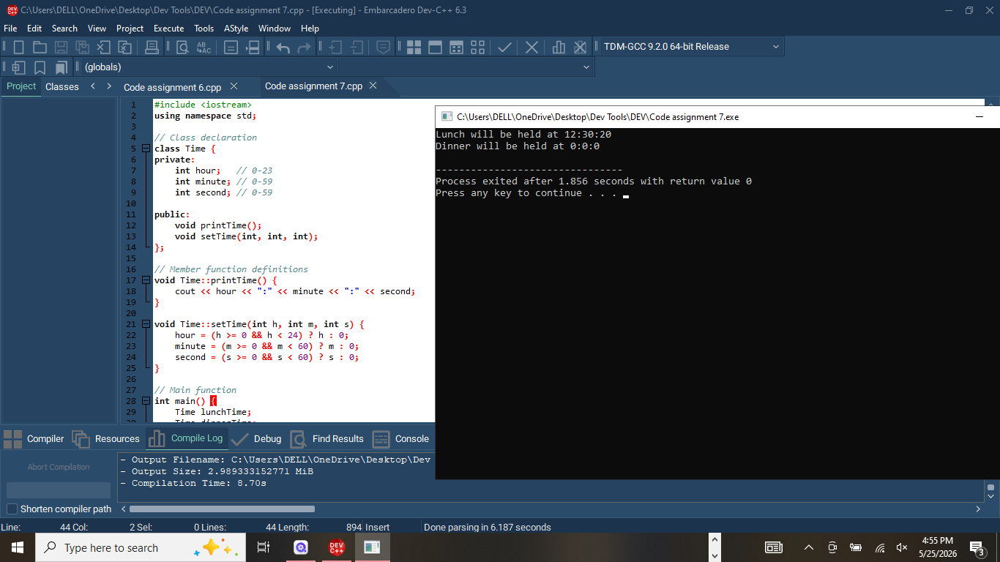 C:\Users\DELL\OneDrive\Desktop\Dev Tools\DEV\Code assignment 7.cpp - [Executing] - Embarcadero Dev-C++ 6.3
File Edit Search View Project Execute Tools AStyle Window Help
TDM-GCC 9.2.0 64-bit Release
(globals)
Project Classes
Code assignment 6.cpp
Code assignment 7.cpp
1 #include <iostream>
2 using namespace std;
3
4 // Class declaration
5 class Time {
6 private:
7 int hour; // 0-23
8 int minute; // 0-59
9 int second; // 0-59
10
11 public:
12 void printTime();
13 void setTime(int, int, int);
14 };
15
16 // Member function definitions
17 void Time::printTime() {
18 cout << hour << ":" << minute << ":" << second;
19 }
20
21 void Time::setTime(int h, int m, int s) {
22 hour = (h >= 0 && h < 24) ? h : 0;
23 minute = (m >= 0 && m < 60) ? m : 0;
24 second = (s >= 0 && s < 60) ? s : 0;
25 }
26
27 // Main function
28 int main() {
29 Time lunchTime;
30 Time dinnerTime;
C:\Users\DELL\OneDrive\Desktop\Dev Tools\DEV\Code assignment 7.exe
Lunch will be held at 12:30:20
Dinner will be held at 0:0:0
--------------------------------
Process exited after 1.856 seconds with return value 0
Press any key to continue . . .
Compiler Resources Compile Log Debug Find Results Console
Abort Compilation
Shorten compiler path
- Output Filename: C:\Users\DELL\OneDrive\Desktop\Dev
- Output Size: 2.989333152771 MiB
- Compilation Time: 8.70s
Line: 44 Col: 2 Sel: 0 Lines: 44 Length: 894 Insert Done parsing in 6.187 seconds
Type here to search
DEV C++
4:55 PM
5/25/2026
3